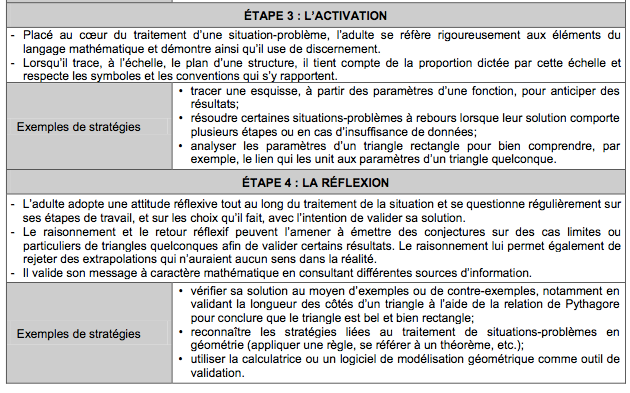 ÉTAPE 3 : L'ACTIVATION
- Placé au cœur du traitement d'une situation-problème, l'adulte se réfère rigoureusement aux éléments du
langage mathématique et démontre ainsi qu'il use de discernement.
- Lorsqu'il trace, à l'échelle, le plan d'une structure, il tient compte de la proportion dictée par cette échelle et
respecte les symboles et les conventions qui s'y rapportent.
Exemples de stratégies
• tracer une esquisse, à partir des paramètres d'une fonction, pour anticiper des
résultats;
• résoudre certaines situations-problèmes à rebours lorsque leur solution comporte
plusieurs étapes ou en cas d'insuffisance de données;
• analyser les paramètres d'un triangle rectangle pour bien comprendre, par
exemple, le lien qui les unit aux paramètres d'un triangle quelconque.
ÉTAPE 4 : LA RÉFLEXION
- L'adulte adopte une attitude réflexive tout au long du traitement de la situation et se questionne régulièrement sur
ses étapes de travail, et sur les choix qu'il fait, avec l'intention de valider sa solution.
- Le raisonnement et le retour réflexif peuvent l'amener à émettre des conjectures sur des cas limites ou
particuliers de triangles quelconques afin de valider certains résultats. Le raisonnement lui permet également de
rejeter des extrapolations qui n'auraient aucun sens dans la réalité.
- Il valide son message à caractère mathématique en consultant différentes sources d'information.
Exemples de stratégies
• vérifier sa solution au moyen d'exemples ou de contre-exemples, notamment en
validant la longueur des côtés d'un triangle à l'aide de la relation de Pythagore
pour conclure que le triangle est bel et bien rectangle;
• reconnaître les stratégies liées au traitement de situations-problèmes en
géométrie (appliquer une règle, se référer à un théorème, etc.);
• utiliser la calculatrice ou un logiciel de modélisation géométrique comme outil de
validation.